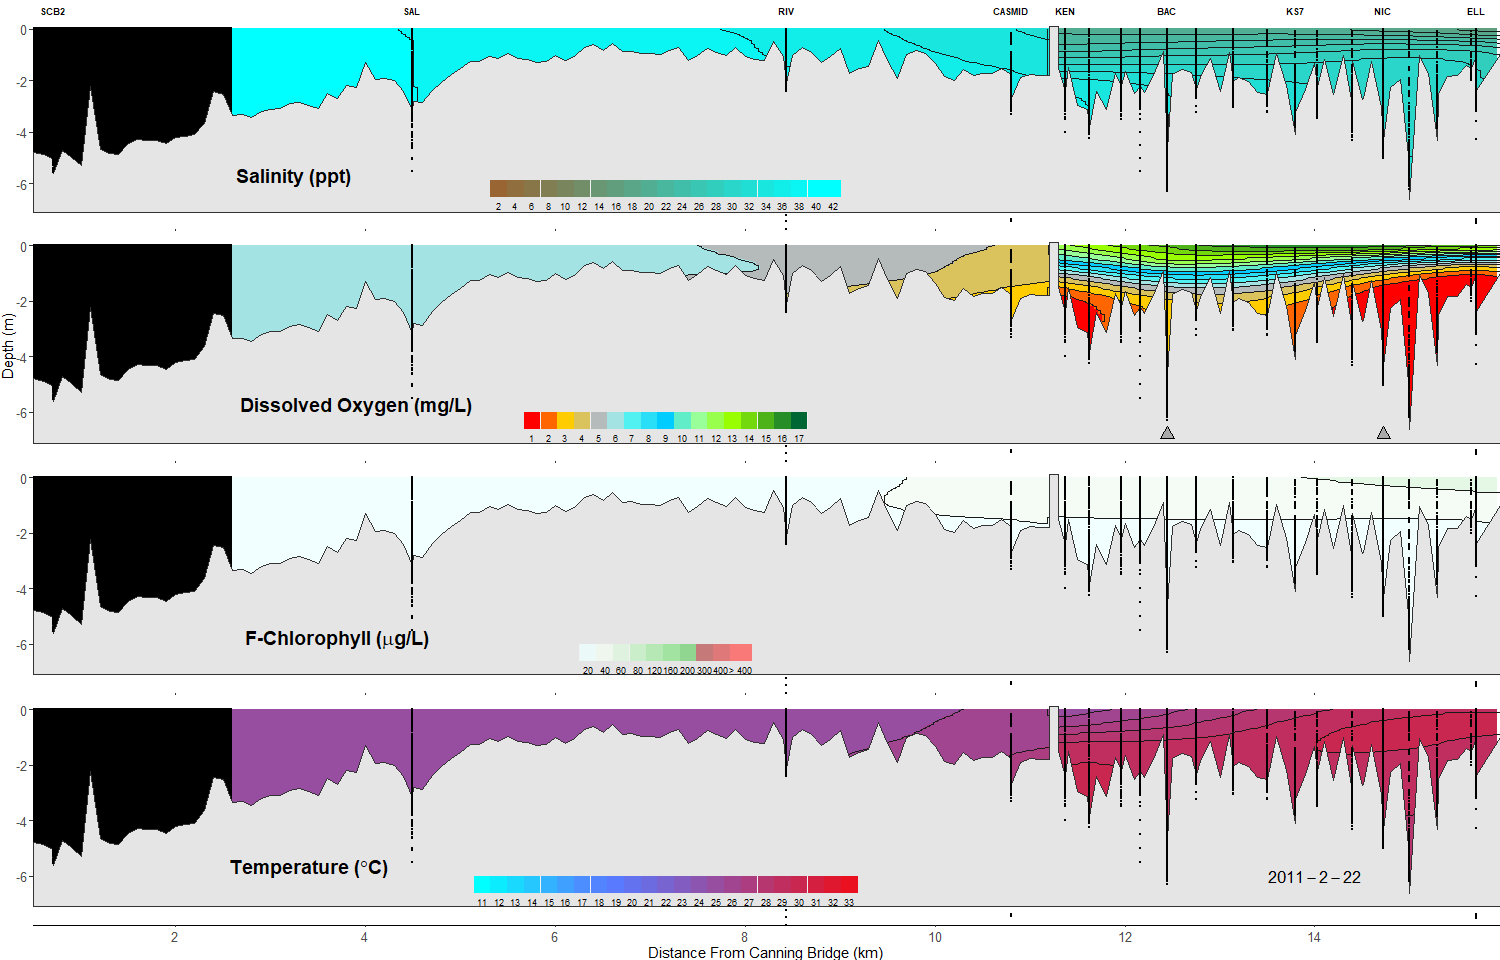 SCB2 SAL RIV CASMID KEN BAC KS7 NIC ELL
0
-2
-4
-6
Salinity (ppt)
2 4 6 8 10 12 14 16 18 20 22 24 26 28 30 32 34 36 38 40 42
0
-2
-4
-6
Depth (m)
Dissolved Oxygen (mg/L)
1 2 3 4 5 6 7 8 9 10 11 12 13 14 15 16 17
0
-2
-4
-6
F-Chlorophyll (μg/L)
20 40 60 80 120 160 200 300 400 > 400
0
-2
-4
-6
Temperature (°C)
2011 – 2 – 22
11 12 13 14 15 16 17 18 19 20 21 22 23 24 25 26 27 28 29 30 31 32 33
2 4 6 8 10 12 14
Distance From Canning Bridge (km)